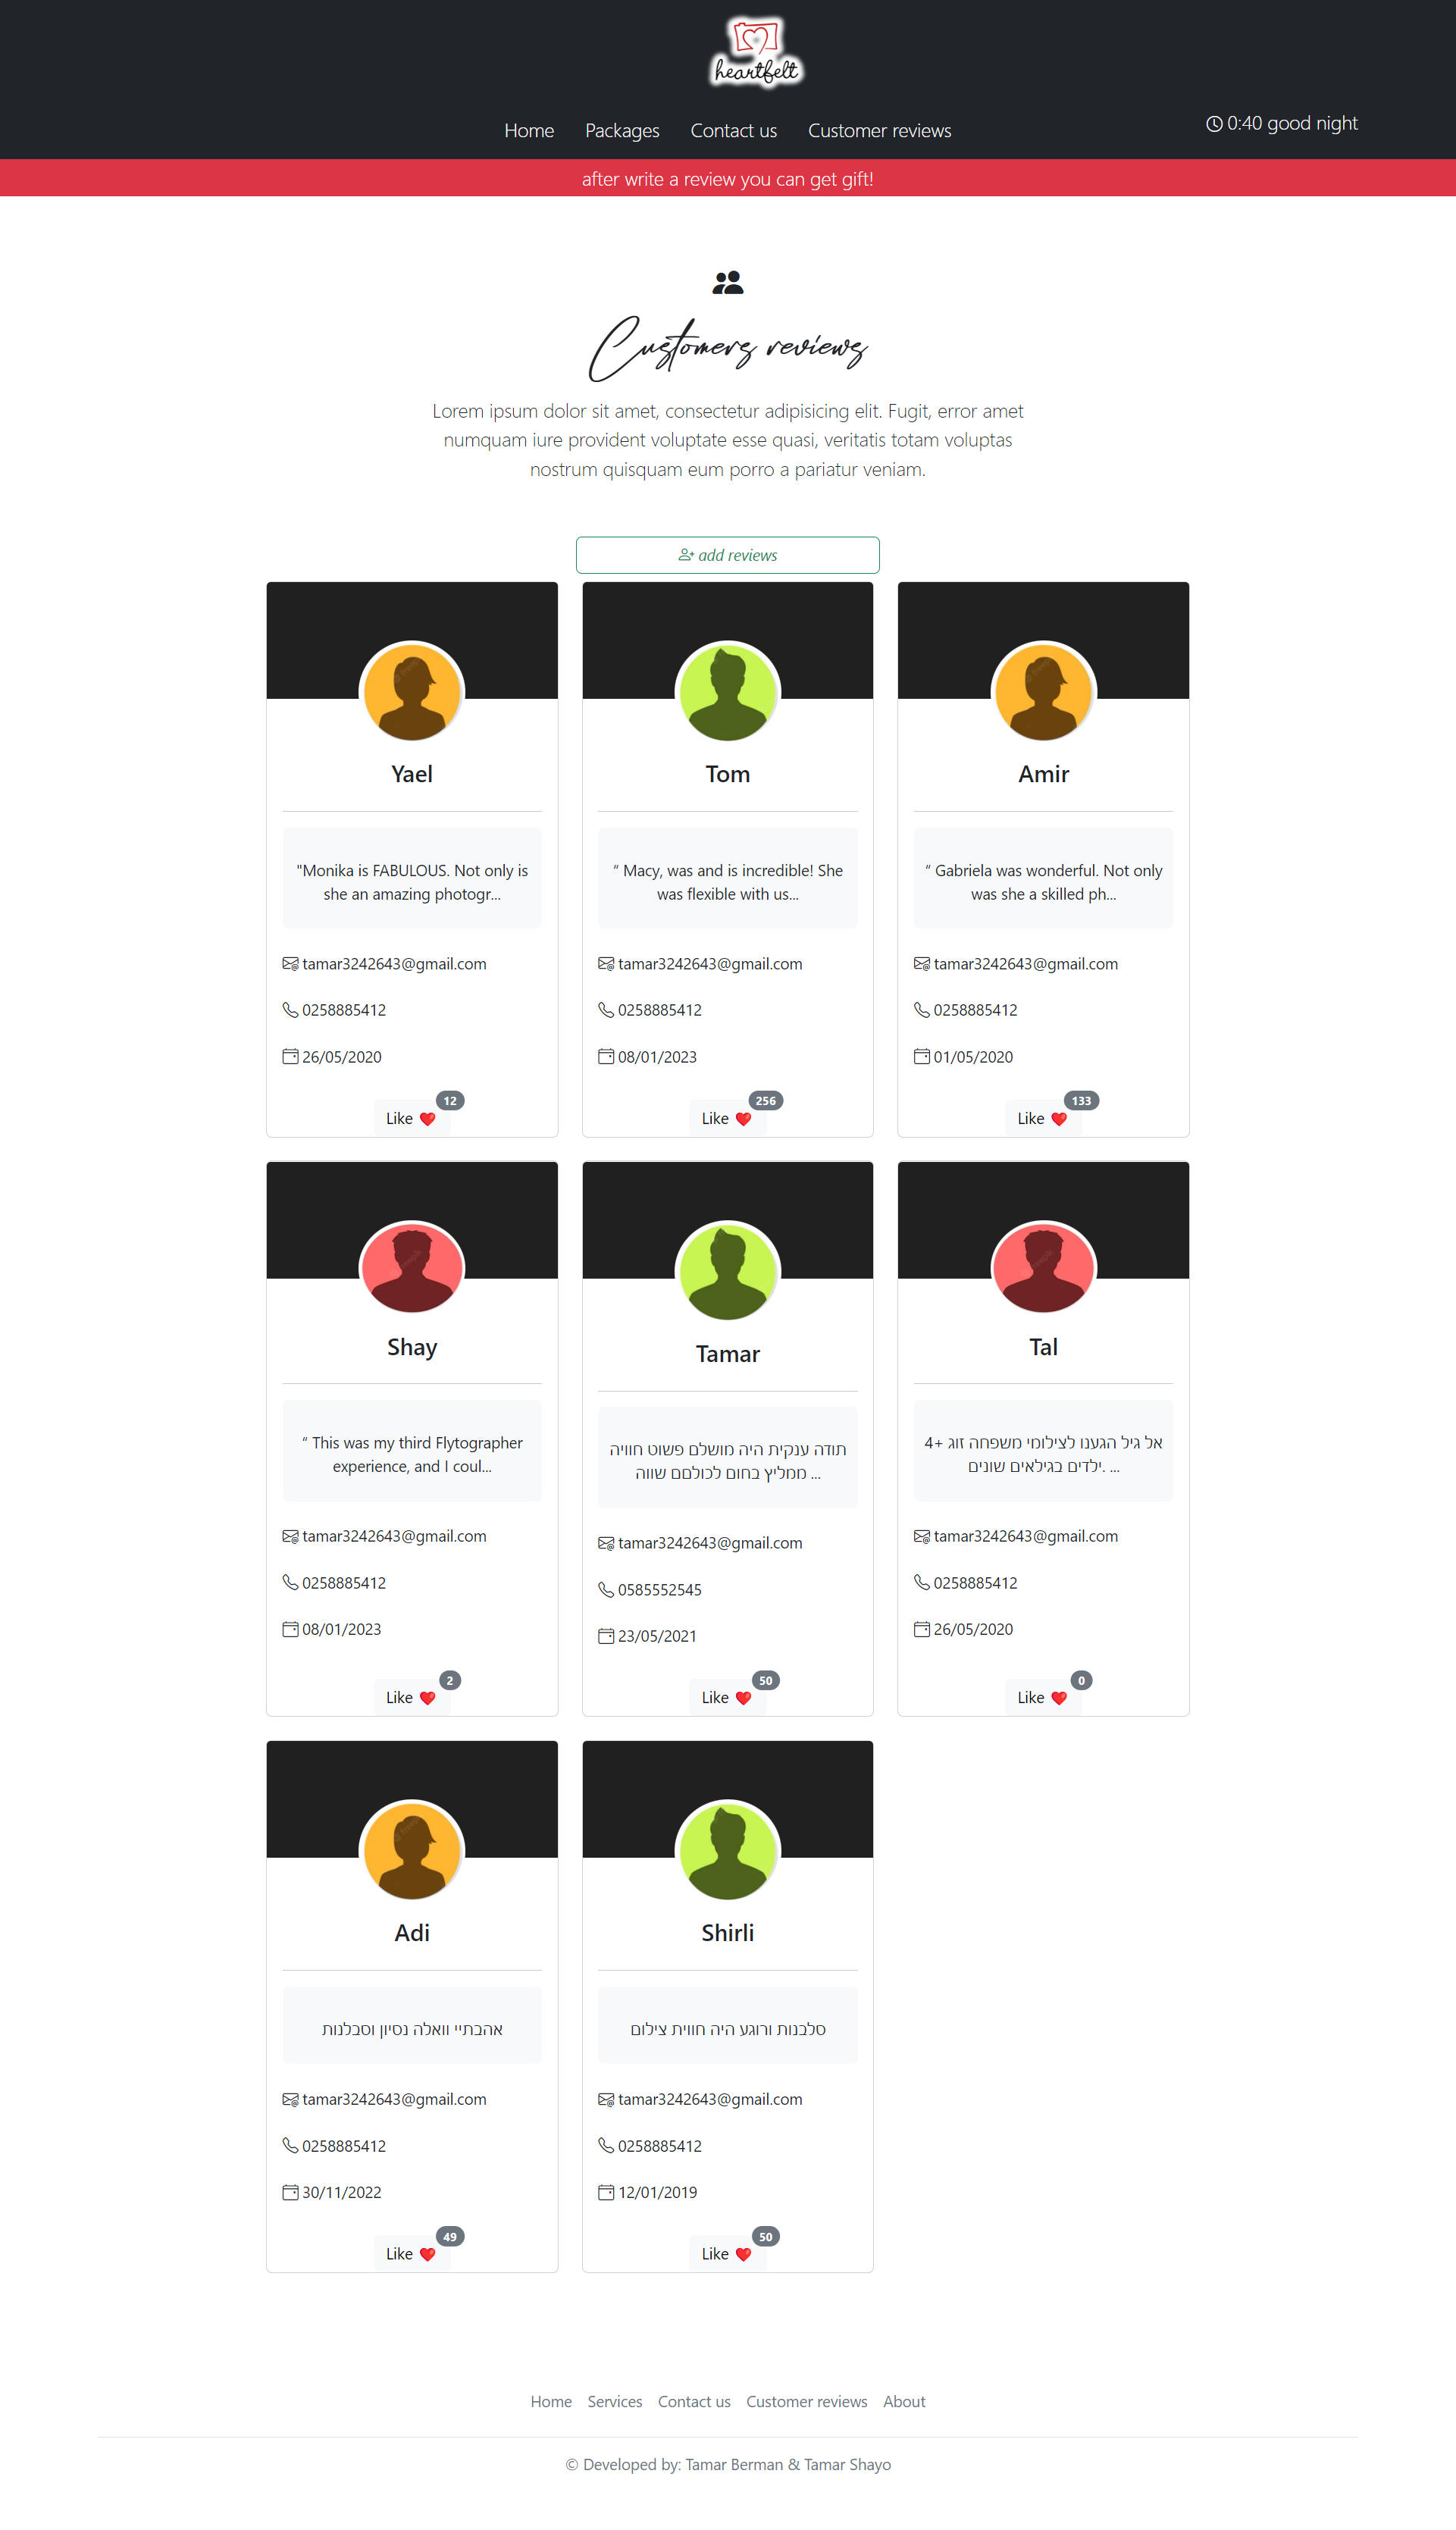 heartfelt
Home Packages Contact us Customer reviews
0:40 good night
after write a review you can get gift!
Customers reviews
Lorem ipsum dolor sit amet, consectetur adipisicing elit. Fugit, error amet
numquam iure provident voluptate esse quasi, veritatis totam voluptas
nostrum quisquam eum porro a pariatur veniam.
add reviews
Yael
"Monika is FABULOUS. Not only is
she an amazing photogr...
tamar3242643@gmail.com
0258885412
26/05/2020
Like 12
Tom
“ Macy, was and is incredible! She
was flexible with us...
tamar3242643@gmail.com
0258885412
08/01/2023
Like 256
Amir
“ Gabriela was wonderful. Not only
was she a skilled ph...
tamar3242643@gmail.com
0258885412
01/05/2020
Like 133
Shay
“ This was my third Flytographer
experience, and I coul...
tamar3242643@gmail.com
0258885412
08/01/2023
Like 2
Tamar
תודה ענקית היה מושלם פשוט חוויה
ממליץ בחום לכולםם שווה ...
tamar3242643@gmail.com
0585552545
23/05/2021
Like 50
Tal
אל גיל הגענו לצילומי משפחה זוג +4
ילדים בגילאים שונים. ...
tamar3242643@gmail.com
0258885412
26/05/2020
Like 0
Adi
אהבתיי וואלה נסיון וסבלנות
tamar3242643@gmail.com
0258885412
30/11/2022
Like 49
Shirli
סלבנות ורוגע היה חווית צילום
tamar3242643@gmail.com
0258885412
12/01/2019
Like 50
Home Services Contact us Customer reviews About
© Developed by: Tamar Berman & Tamar Shayo